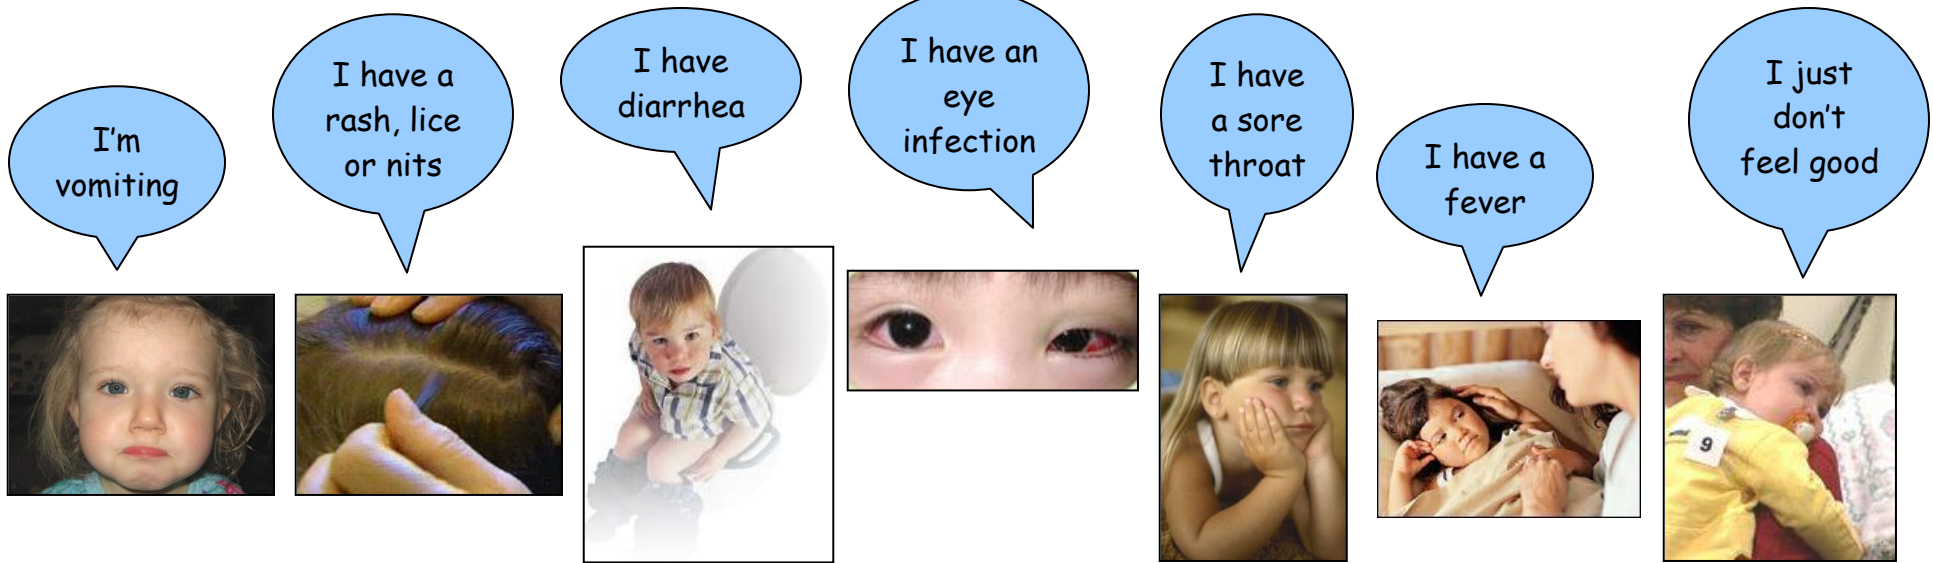 I'm
vomiting
I have a
rash, lice
or nits
I have
diarrhea
I have an
eye
infection
I have
a sore
throat
I have a
fever
I just
don't
feel good
9